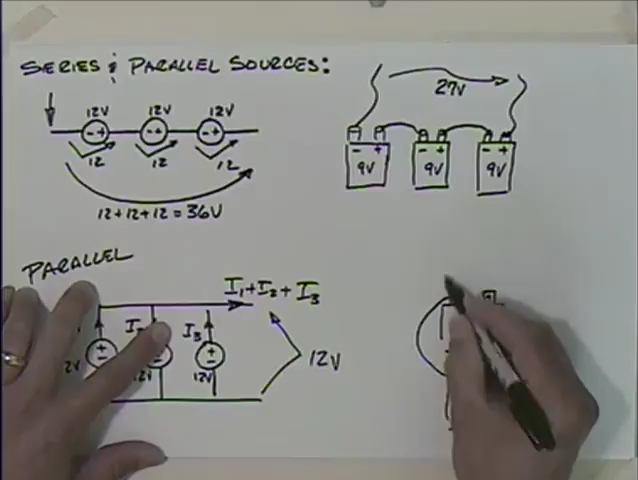 SERIES & PARALLEL SOURCES:
12V 12V 12V
- + - + - +
12 12 12
12+12+12=36V
27V
- + - + - +
9V 9V 9V
PARALLEL
I1+I2+I3
I3
+ + 
- - -
12V 12V
12V